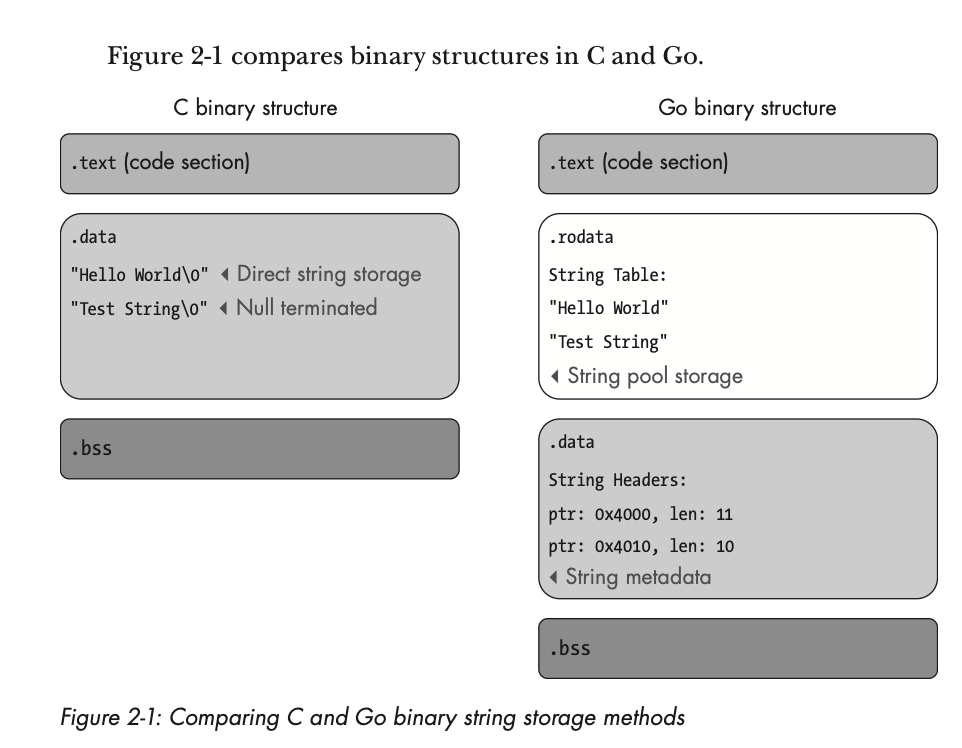 Figure 2-1 compares binary structures in C and Go.
C binary structure
.text (code section)
.data
"Hello World\0" ◂ Direct string storage
"Test String\0" ◂ Null terminated
.bss
Go binary structure
.text (code section)
.rodata
String Table:
"Hello World"
"Test String"
◂ String pool storage
.data
String Headers:
ptr: 0x4000, len: 11
ptr: 0x4010, len: 10
◂ String metadata
.bss
Figure 2-1: Comparing C and Go binary string storage methods